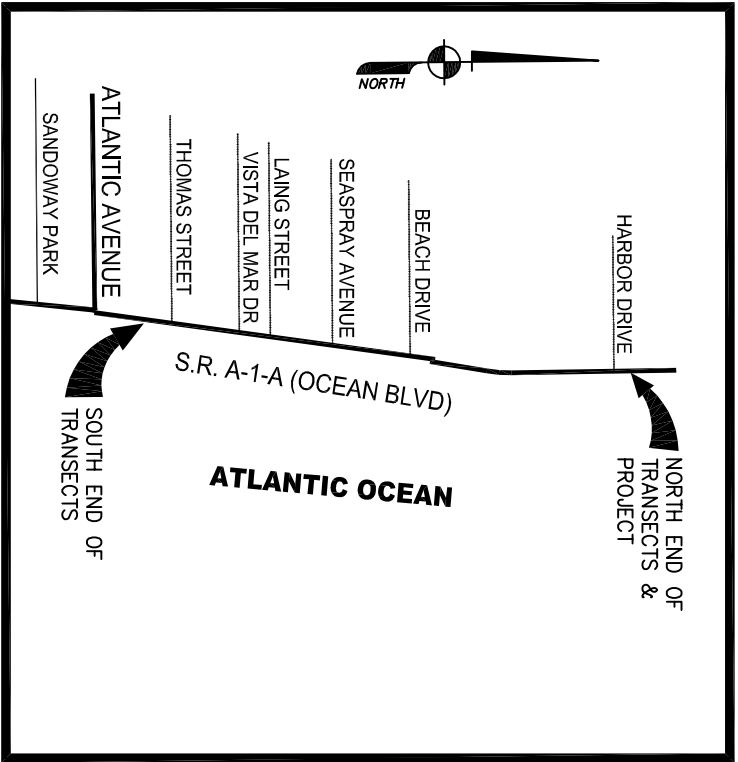 NORTH
SANDOWAY PARK
ATLANTIC AVENUE
THOMAS STREET
VISTA DEL MAR DR
LAING STREET
SEASPRAY AVENUE
BEACH DRIVE
HARBOR DRIVE
S.R. A-1-A (OCEAN BLVD)
ATLANTIC OCEAN
SOUTH END OF
TRANSECTS
NORTH END OF
TRANSECTS &
PROJECT